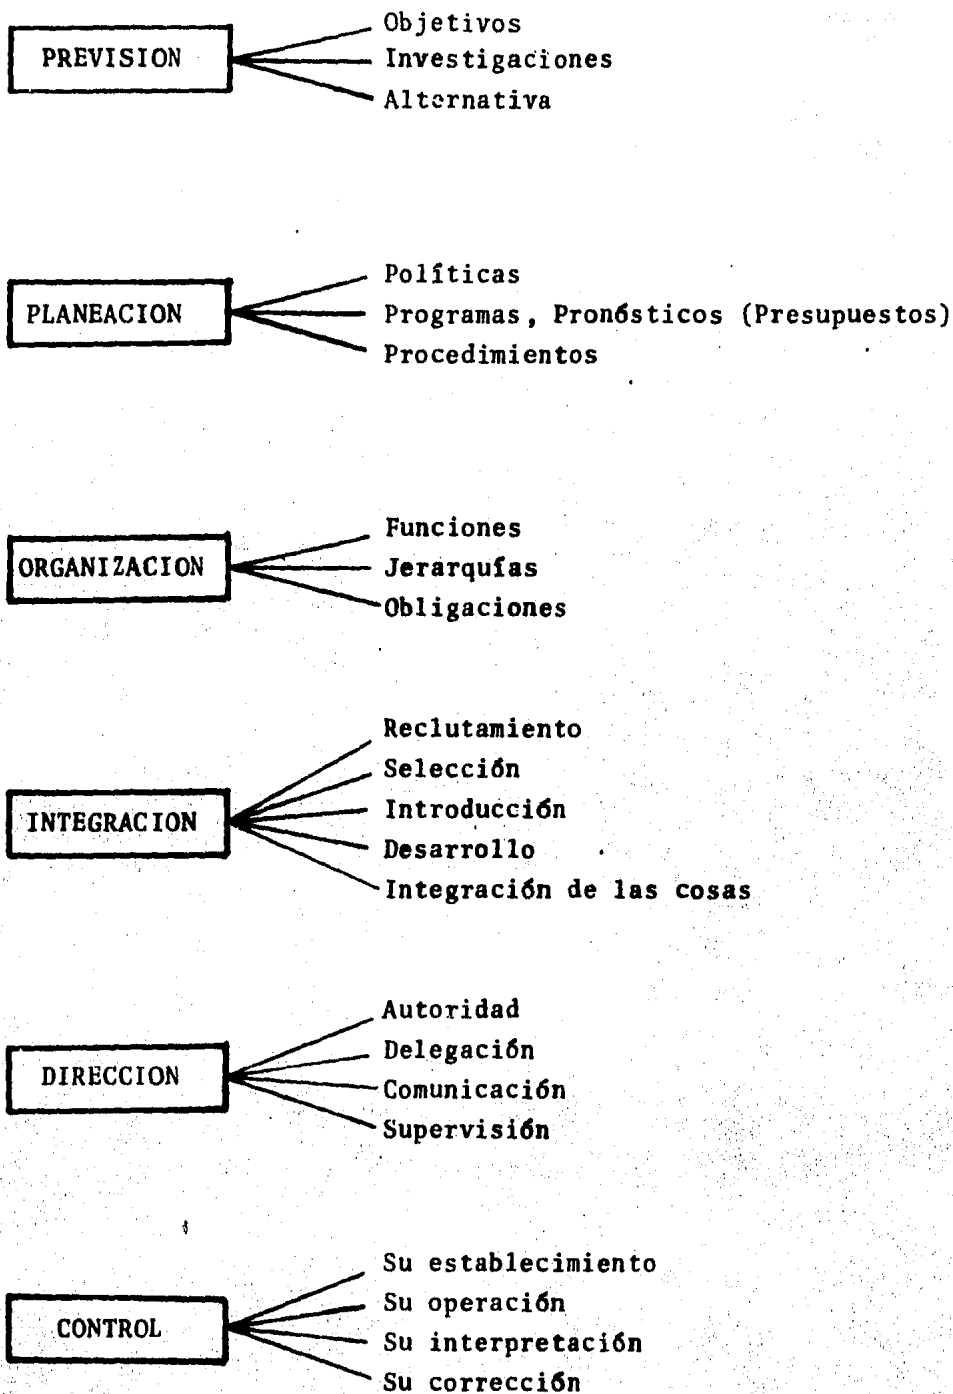 PREVISION
Objetivos
Investigaciones
Alternativa
PLANEACION
Políticas
Programas, Pronósticos (Presupuestos)
Procedimientos
ORGANIZACION
Funciones
Jerarquías
Obligaciones
INTEGRACION
Reclutamiento
Selección
Introducción
Desarrollo
Integración de las cosas
DIRECCION
Autoridad
Delegación
Comunicación
Supervisión
CONTROL
Su establecimiento
Su operación
Su interpretación
Su corrección